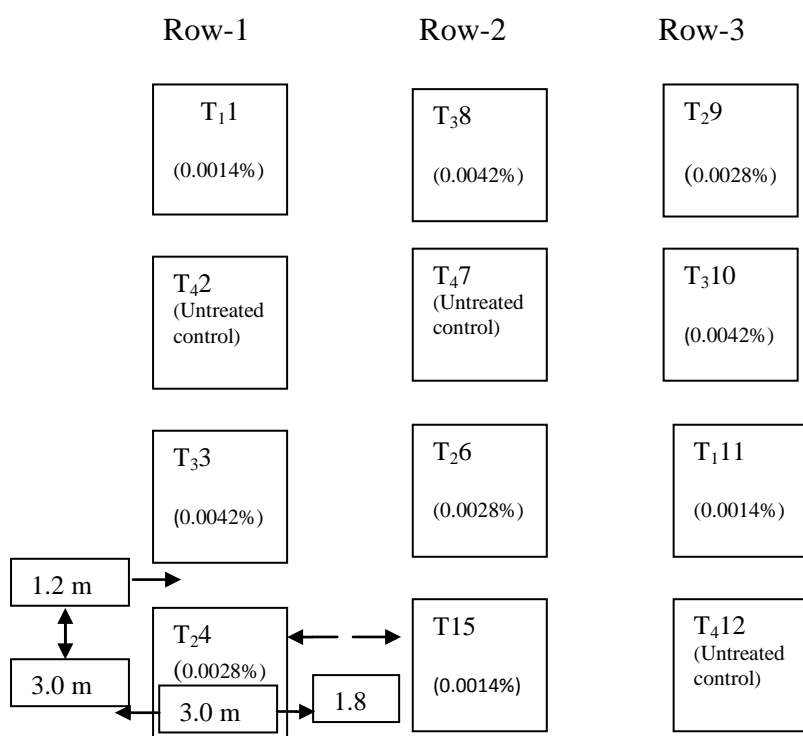 Row-1 Row-2 Row-3
T₁1
(0.0014%)
T₃8
(0.0042%)
T₂9
(0.0028%)
T₄2
(Untreated
control)
T₄7
(Untreated
control)
T₃10
(0.0042%)
T₃3
(0.0042%)
T₂6
(0.0028%)
T₁11
(0.0014%)
1.2 m
T₂4
(0.0028%)
T15
(0.0014%)
T₄12
(Untreated
control)
3.0 m
3.0 m
1.8